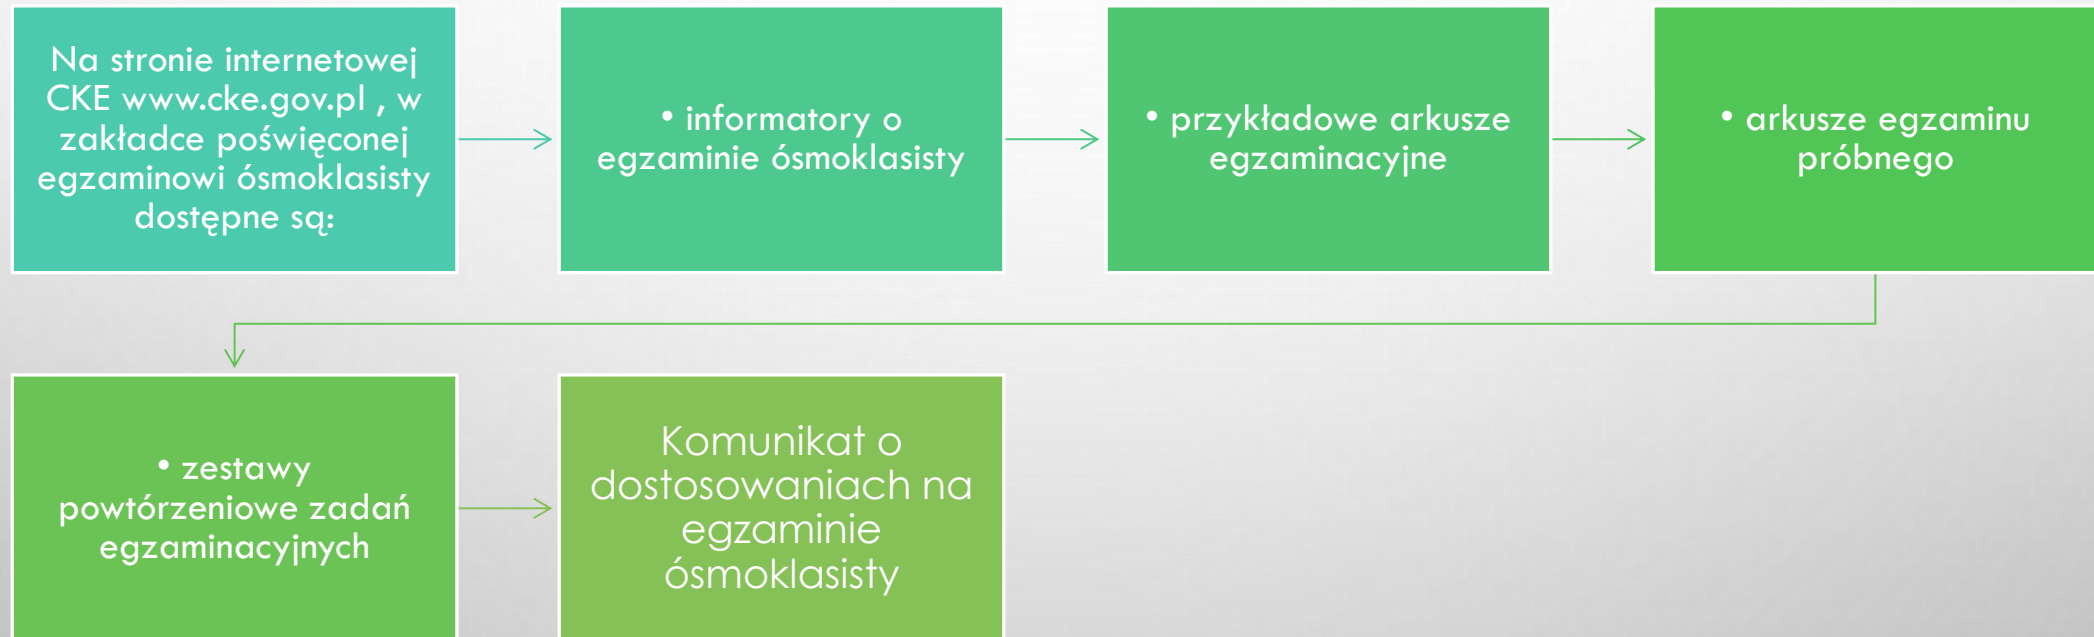 Na stronie internetowej
CKE www.cke.gov.pl , w
zakładce poświęconej
egzaminowi ósmoklasisty
dostępne są:
• informatory o
egzaminie ósmoklasisty
• przykładowe arkusze
egzaminacyjne
• arkusze egzaminu
próbnego
• zestawy
powtórzeniowe zadań
egzaminacyjnych
Komunikat o
dostosowaniach na
egzaminie
ósmoklasisty